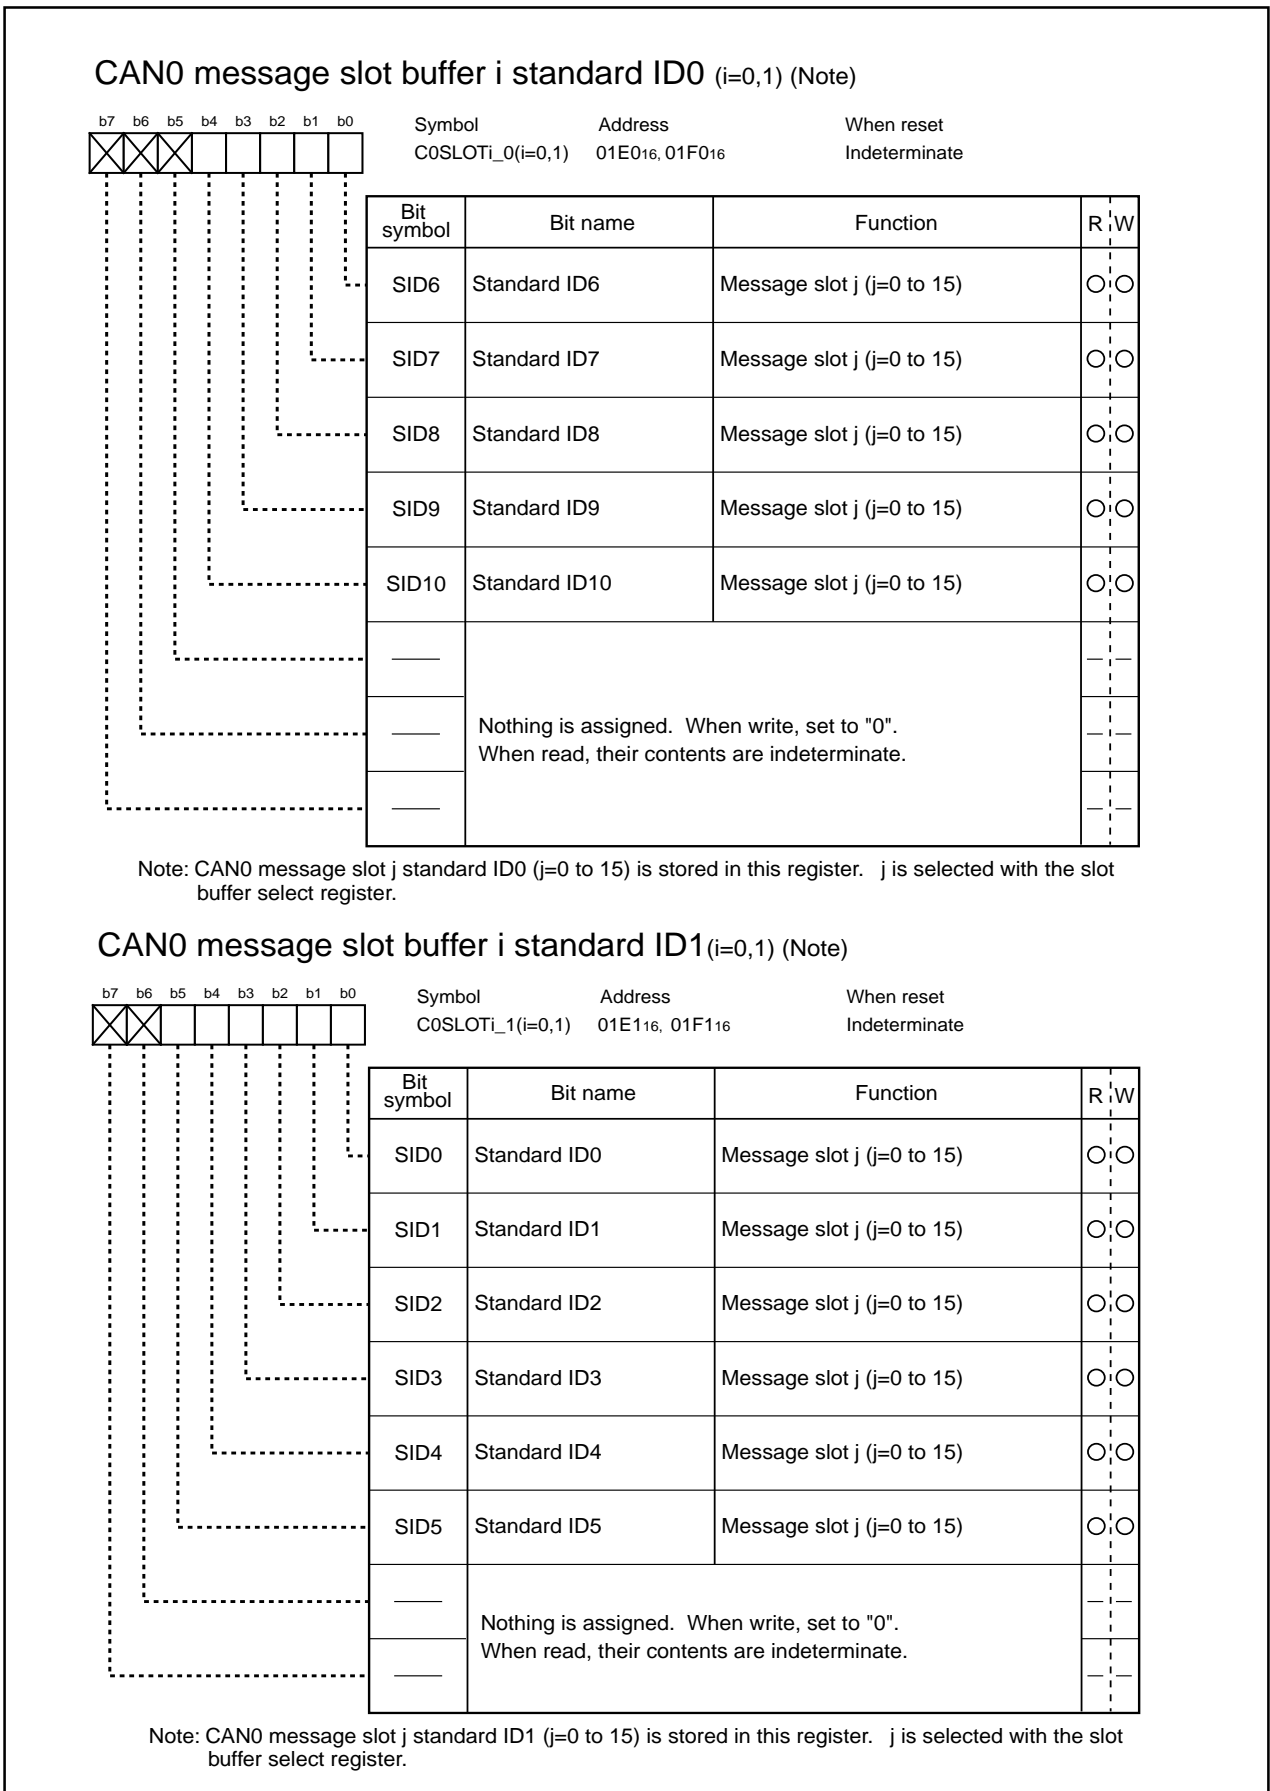 CAN0 message slot buffer i standard ID0 (i=0,1) (Note)
b7 b6 b5 b4 b3 b2 b1 b0
Symbol Address When reset
C0SLOTi_0(i=0,1) 01E016, 01F016 Indeterminate
Bit symbol Bit name Function R W
SID6 Standard ID6 Message slot j (j=0 to 15)
SID7 Standard ID7 Message slot j (j=0 to 15)
SID8 Standard ID8 Message slot j (j=0 to 15)
SID9 Standard ID9 Message slot j (j=0 to 15)
SID10 Standard ID10 Message slot j (j=0 to 15)
Nothing is assigned. When write, set to "0".
When read, their contents are indeterminate.
Note: CAN0 message slot j standard ID0 (j=0 to 15) is stored in this register. j is selected with the slot
buffer select register.
CAN0 message slot buffer i standard ID1(i=0,1) (Note)
b7 b6 b5 b4 b3 b2 b1 b0
Symbol Address When reset
C0SLOTi_1(i=0,1) 01E116, 01F116 Indeterminate
Bit symbol Bit name Function R W
SID0 Standard ID0 Message slot j (j=0 to 15)
SID1 Standard ID1 Message slot j (j=0 to 15)
SID2 Standard ID2 Message slot j (j=0 to 15)
SID3 Standard ID3 Message slot j (j=0 to 15)
SID4 Standard ID4 Message slot j (j=0 to 15)
SID5 Standard ID5 Message slot j (j=0 to 15)
Nothing is assigned. When write, set to "0".
When read, their contents are indeterminate.
Note: CAN0 message slot j standard ID1 (j=0 to 15) is stored in this register. j is selected with the slot
buffer select register.